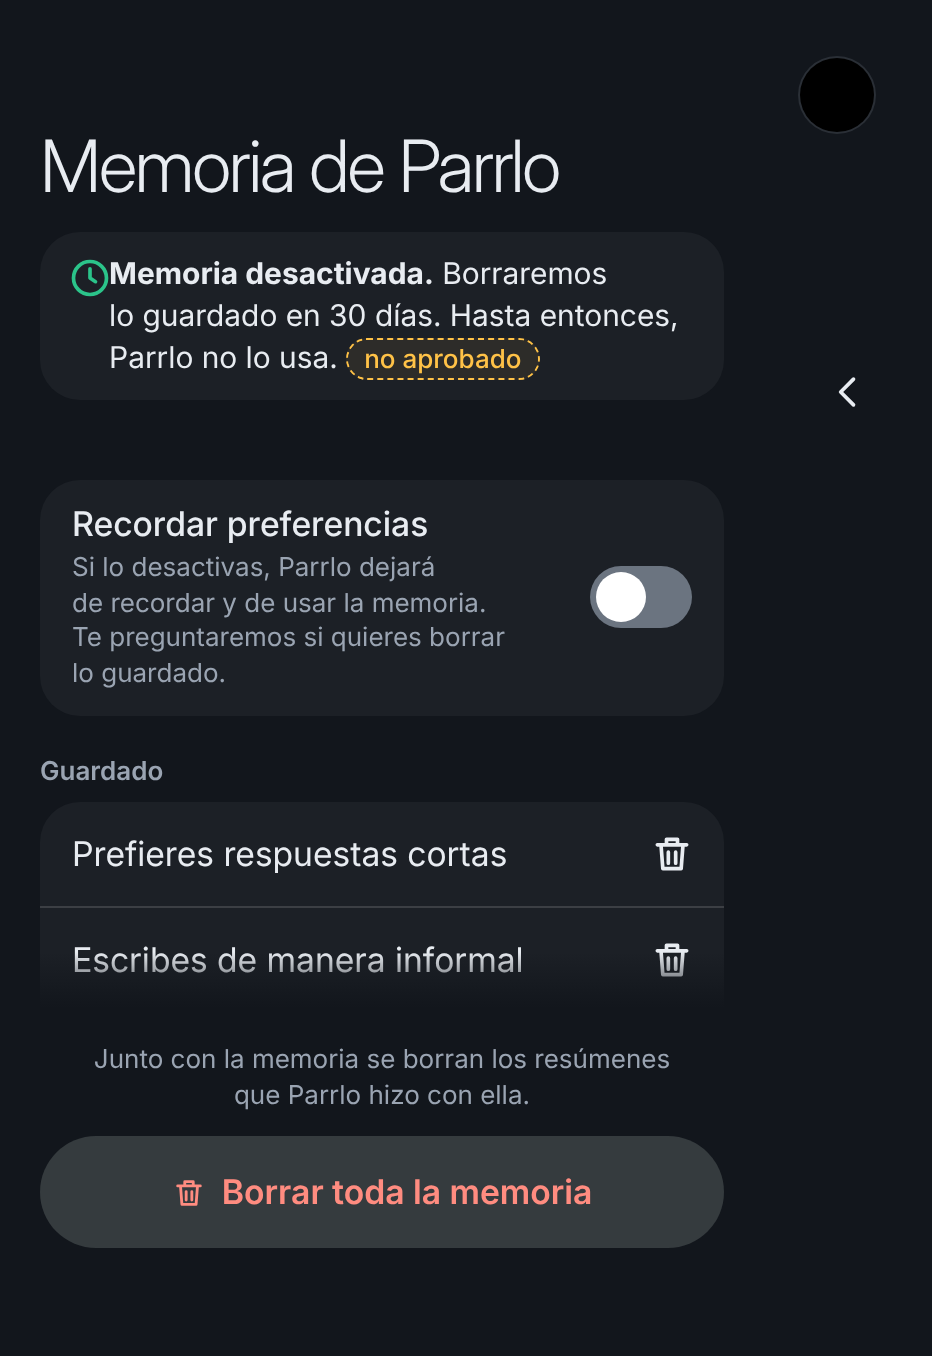 Memoria de Parrlo
Memoria desactivada. Borraremos
lo guardado en 30 días. Hasta entonces,
Parrlo no lo usa. no aprobado
Recordar preferencias
Si lo desactivas, Parrlo dejará
de recordar y de usar la memoria.
Te preguntaremos si quieres borrar
lo guardado.
Guardado
Prefieres respuestas cortas
Escribes de manera informal
Junto con la memoria se borran los resúmenes
que Parrlo hizo con ella.
Borrar toda la memoria